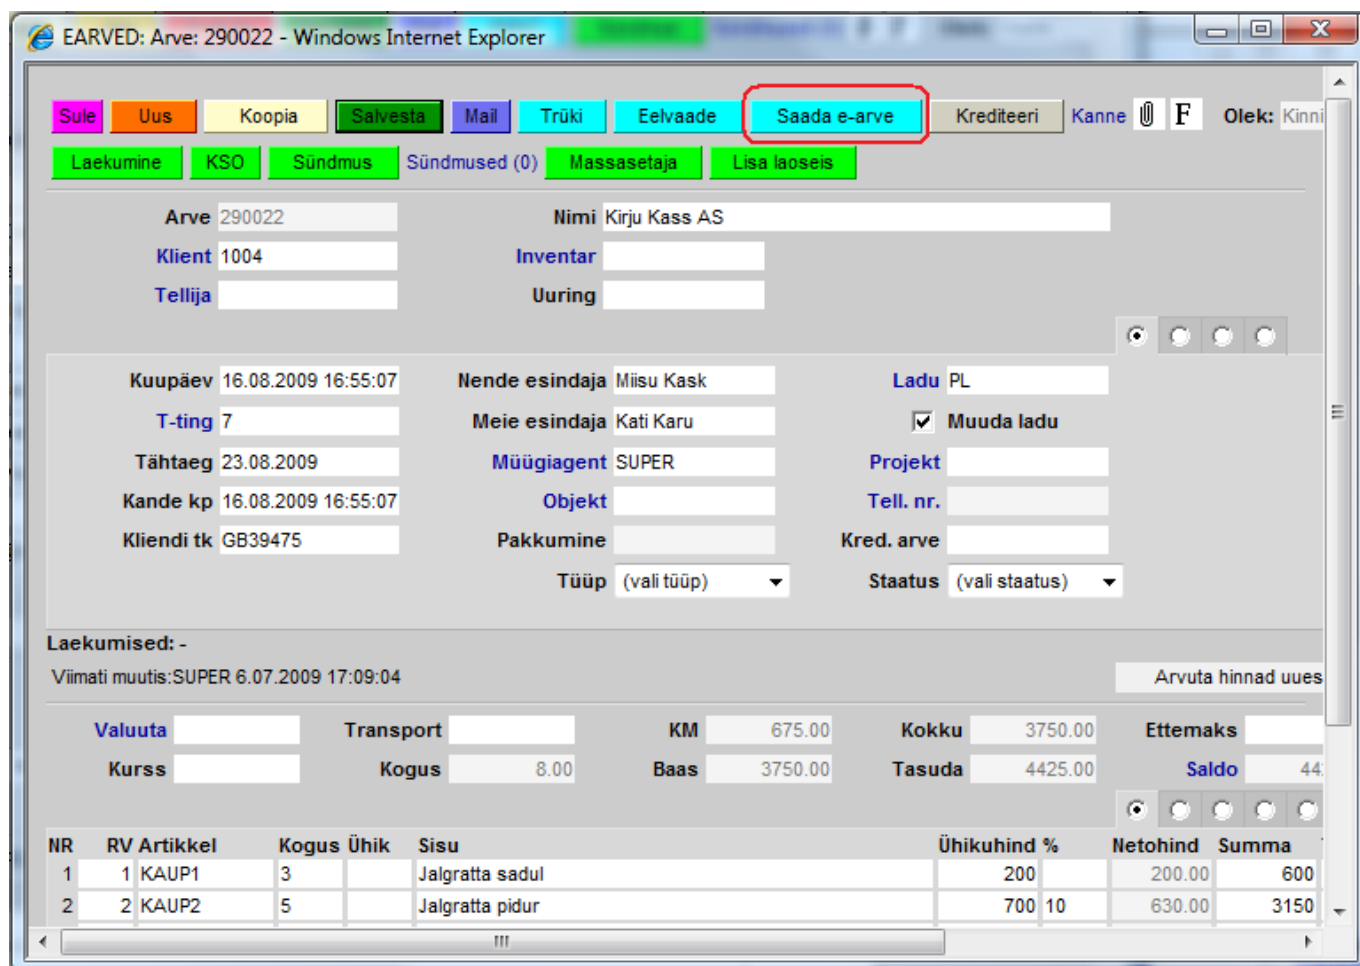 EARVED: Arve: 290022 - Windows Internet Explorer
Sule Uus Koopia Salvesta Mail Trüki Eelvaade Saada e-arve Krediteeri Kanne F Olek: Kinni
Laekumine KSO Sündmus Sündmused (0) Massasetaja Lisa laoseis
Arve 290022 Nimi Kirju Kass AS
Klient 1004 Inventar
Tellija Uuring
Kuupäev 16.08.2009 16:55:07 Nende esindaja Miisu Kask Ladu PL
T-ting 7 Meie esindaja Kati Karu Muuda ladu
Tähtaeg 23.08.2009 Müügiagent SUPER Projekt
Kande kp 16.08.2009 16:55:07 Objekt Tell. nr.
Kliendi tk GB39475 Pakkumine Kred. arve
Tüüp (vali tüüp) Staatus (vali staatus)
Laekumised: -
Viimati muutis:SUPER 6.07.2009 17:09:04 Arvuta hinnad uues
Valuuta Transport KM 675.00 Kokku 3750.00 Ettemaks
Kurss Kogus 8.00 Baas 3750.00 Tasuda 4425.00 Saldo 44
NR RV Artikkel Kogus Ühik Sisu Ühikuhind % Netohind Summa
1 1 KAUP1 3 Jalgratta sadul 200 200.00 600
2 2 KAUP2 5 Jalgratta pidur 700 10 630.00 3150